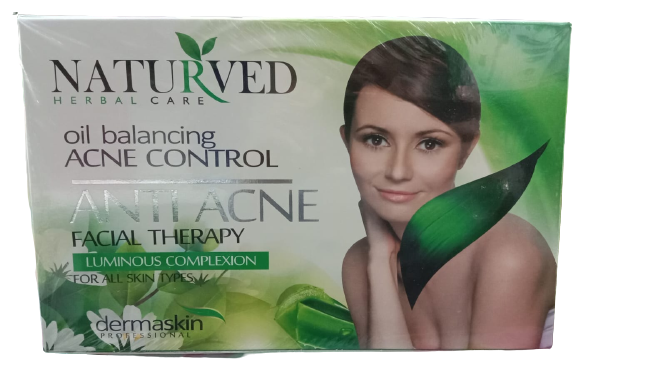 NATURVED
HERBAL CARE
oil balancing
ACNE CONTROL
ANTI ACNE
FACIAL THERAPY
LUMINOUS COMPLEXION
FOR ALL SKIN TYPES
dermaskin
PROFESSIONAL